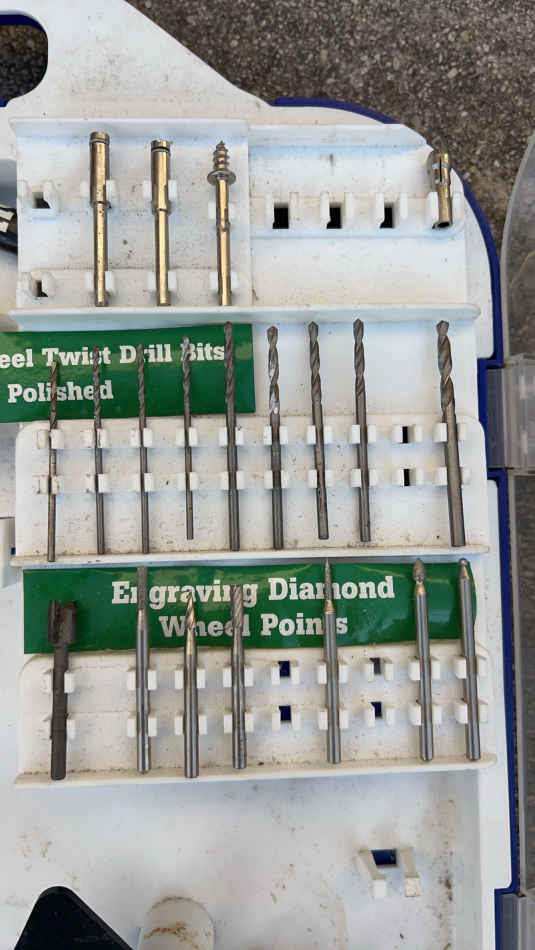 eel Twist Drill Bits
Polished
Engraving Diamond
Wheel Points